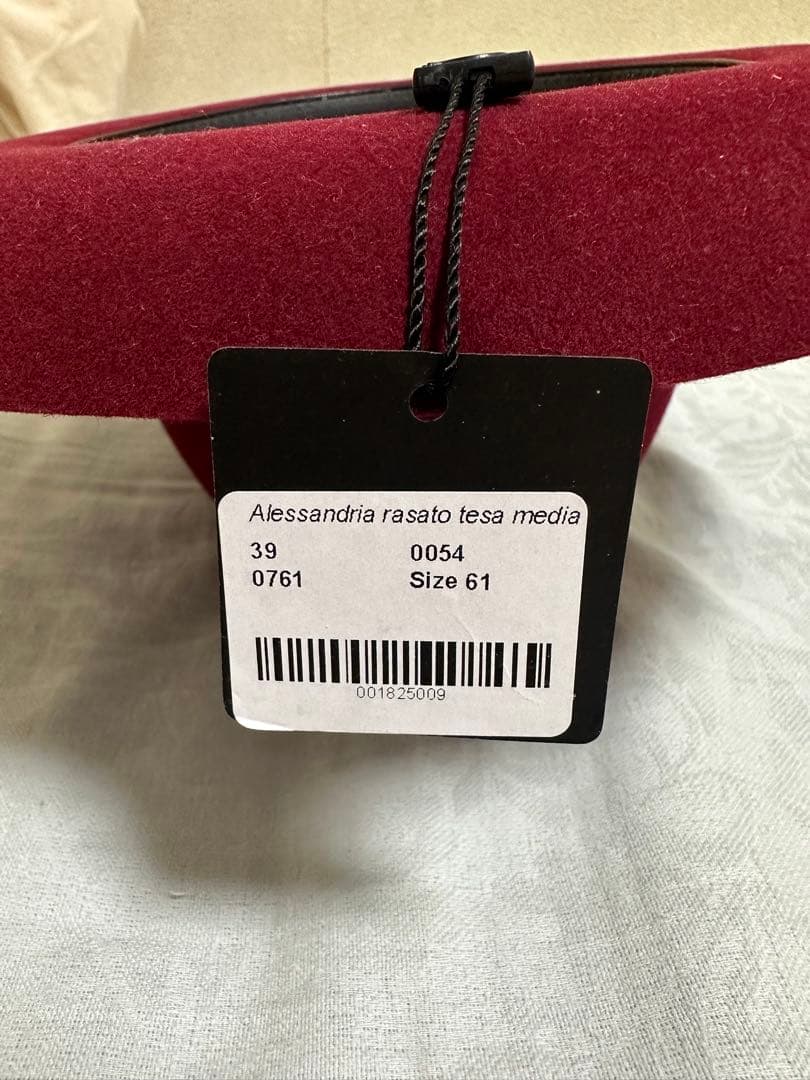 Alessandria rasato tesa media
39 0054
0761 Size 61
001825009